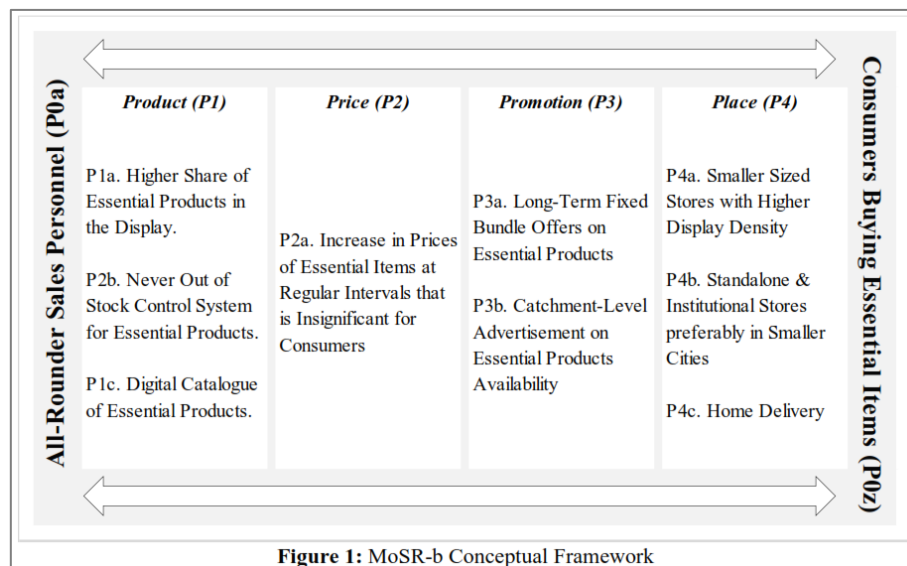 All-Rounder Sales Personnel (P0a)
Product (P1)
P1a. Higher Share of
Essential Products in
the Display.
P2b. Never Out of
Stock Control System
for Essential Products.
P1c. Digital Catalogue
of Essential Products.
Price (P2)
P2a. Increase in Prices
of Essential Items at
Regular Intervals that
is Insignificant for
Consumers
Promotion (P3)
P3a. Long-Term Fixed
Bundle Offers on
Essential Products
P3b. Catchment-Level
Advertisement on
Essential Products
Availability
Place (P4)
P4a. Smaller Sized
Stores with Higher
Display Density
P4b. Standalone &
Institutional Stores
preferably in Smaller
Cities
P4c. Home Delivery
Consumers Buying Essential Items (P0z)
Figure 1: MoSR-b Conceptual Framework